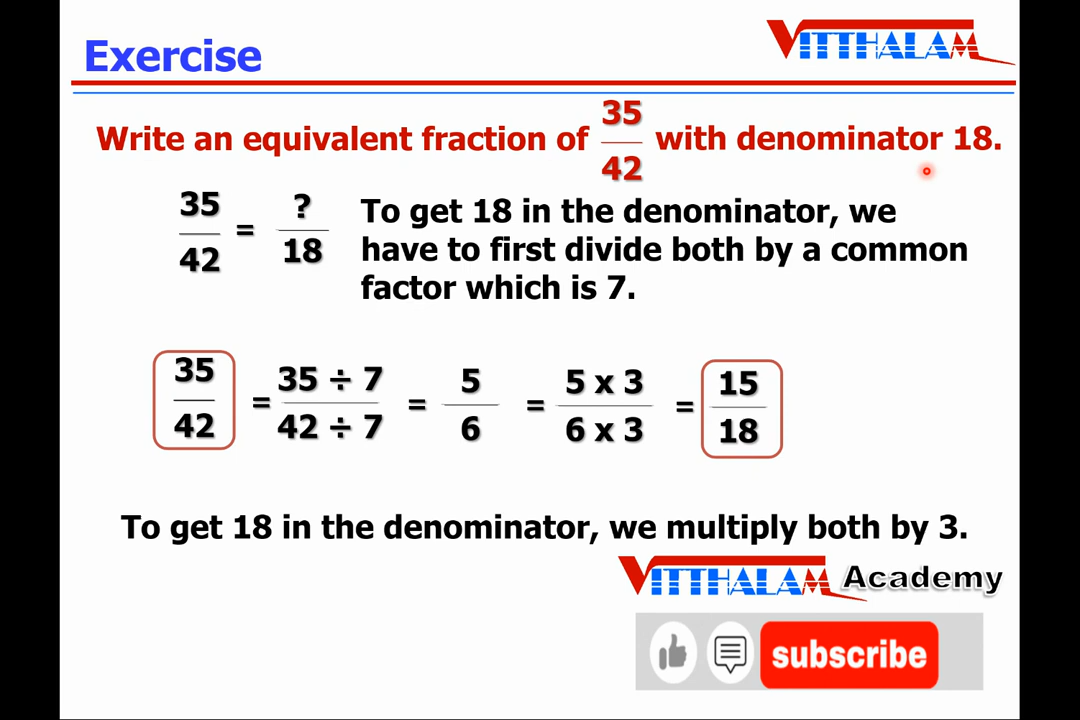 Exercise
VITTHALAM
Write an equivalent fraction of 35/42 with denominator 18.
35/42 = ?/18
To get 18 in the denominator, we
have to first divide both by a common
factor which is 7.
35/42 = 35 ÷ 7/42 ÷ 7 = 5/6 = 5 x 3/6 x 3 = 15/18
To get 18 in the denominator, we multiply both by 3.
VITTHALAM Academy
subscribe